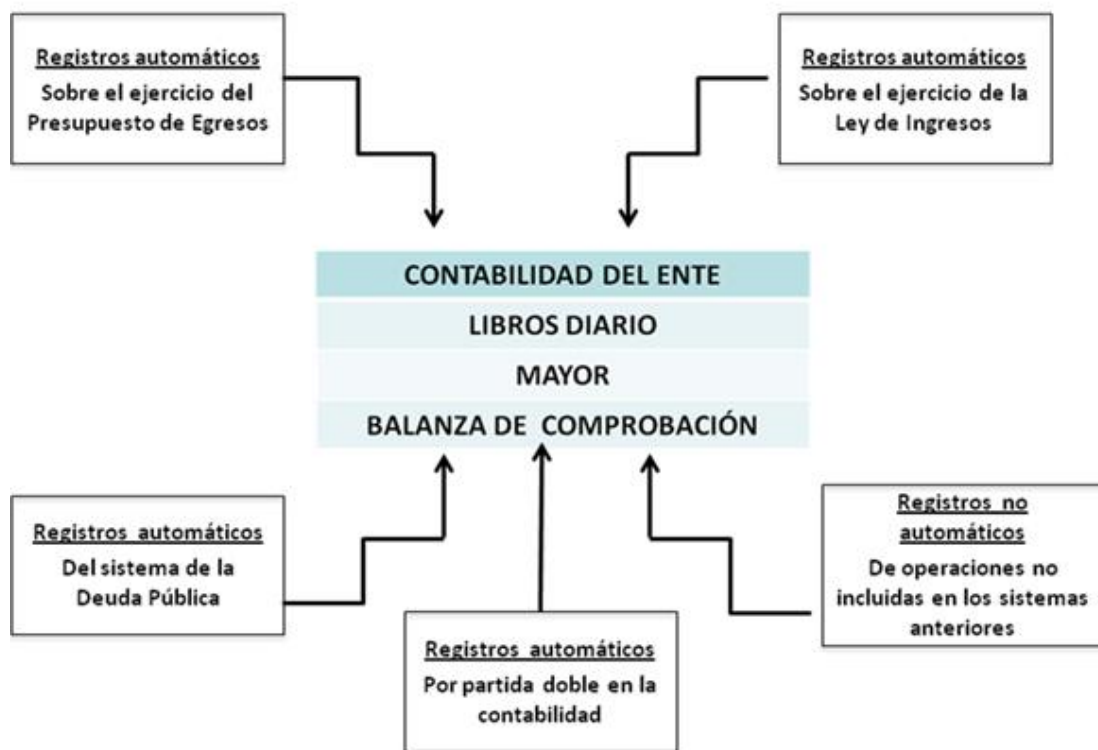 Registros automáticos
Sobre el ejercicio del
Presupuesto de Egresos
Registros automáticos
Sobre el ejercicio de la
Ley de Ingresos
CONTABILIDAD DEL ENTE
LIBROS DIARIO
MAYOR
BALANZA DE COMPROBACIÓN
Registros automáticos
Del sistema de la
Deuda Pública
Registros automáticos
Por partida doble en la
contabilidad
Registros no
automáticos
De operaciones no
incluidas en los sistemas
anteriores